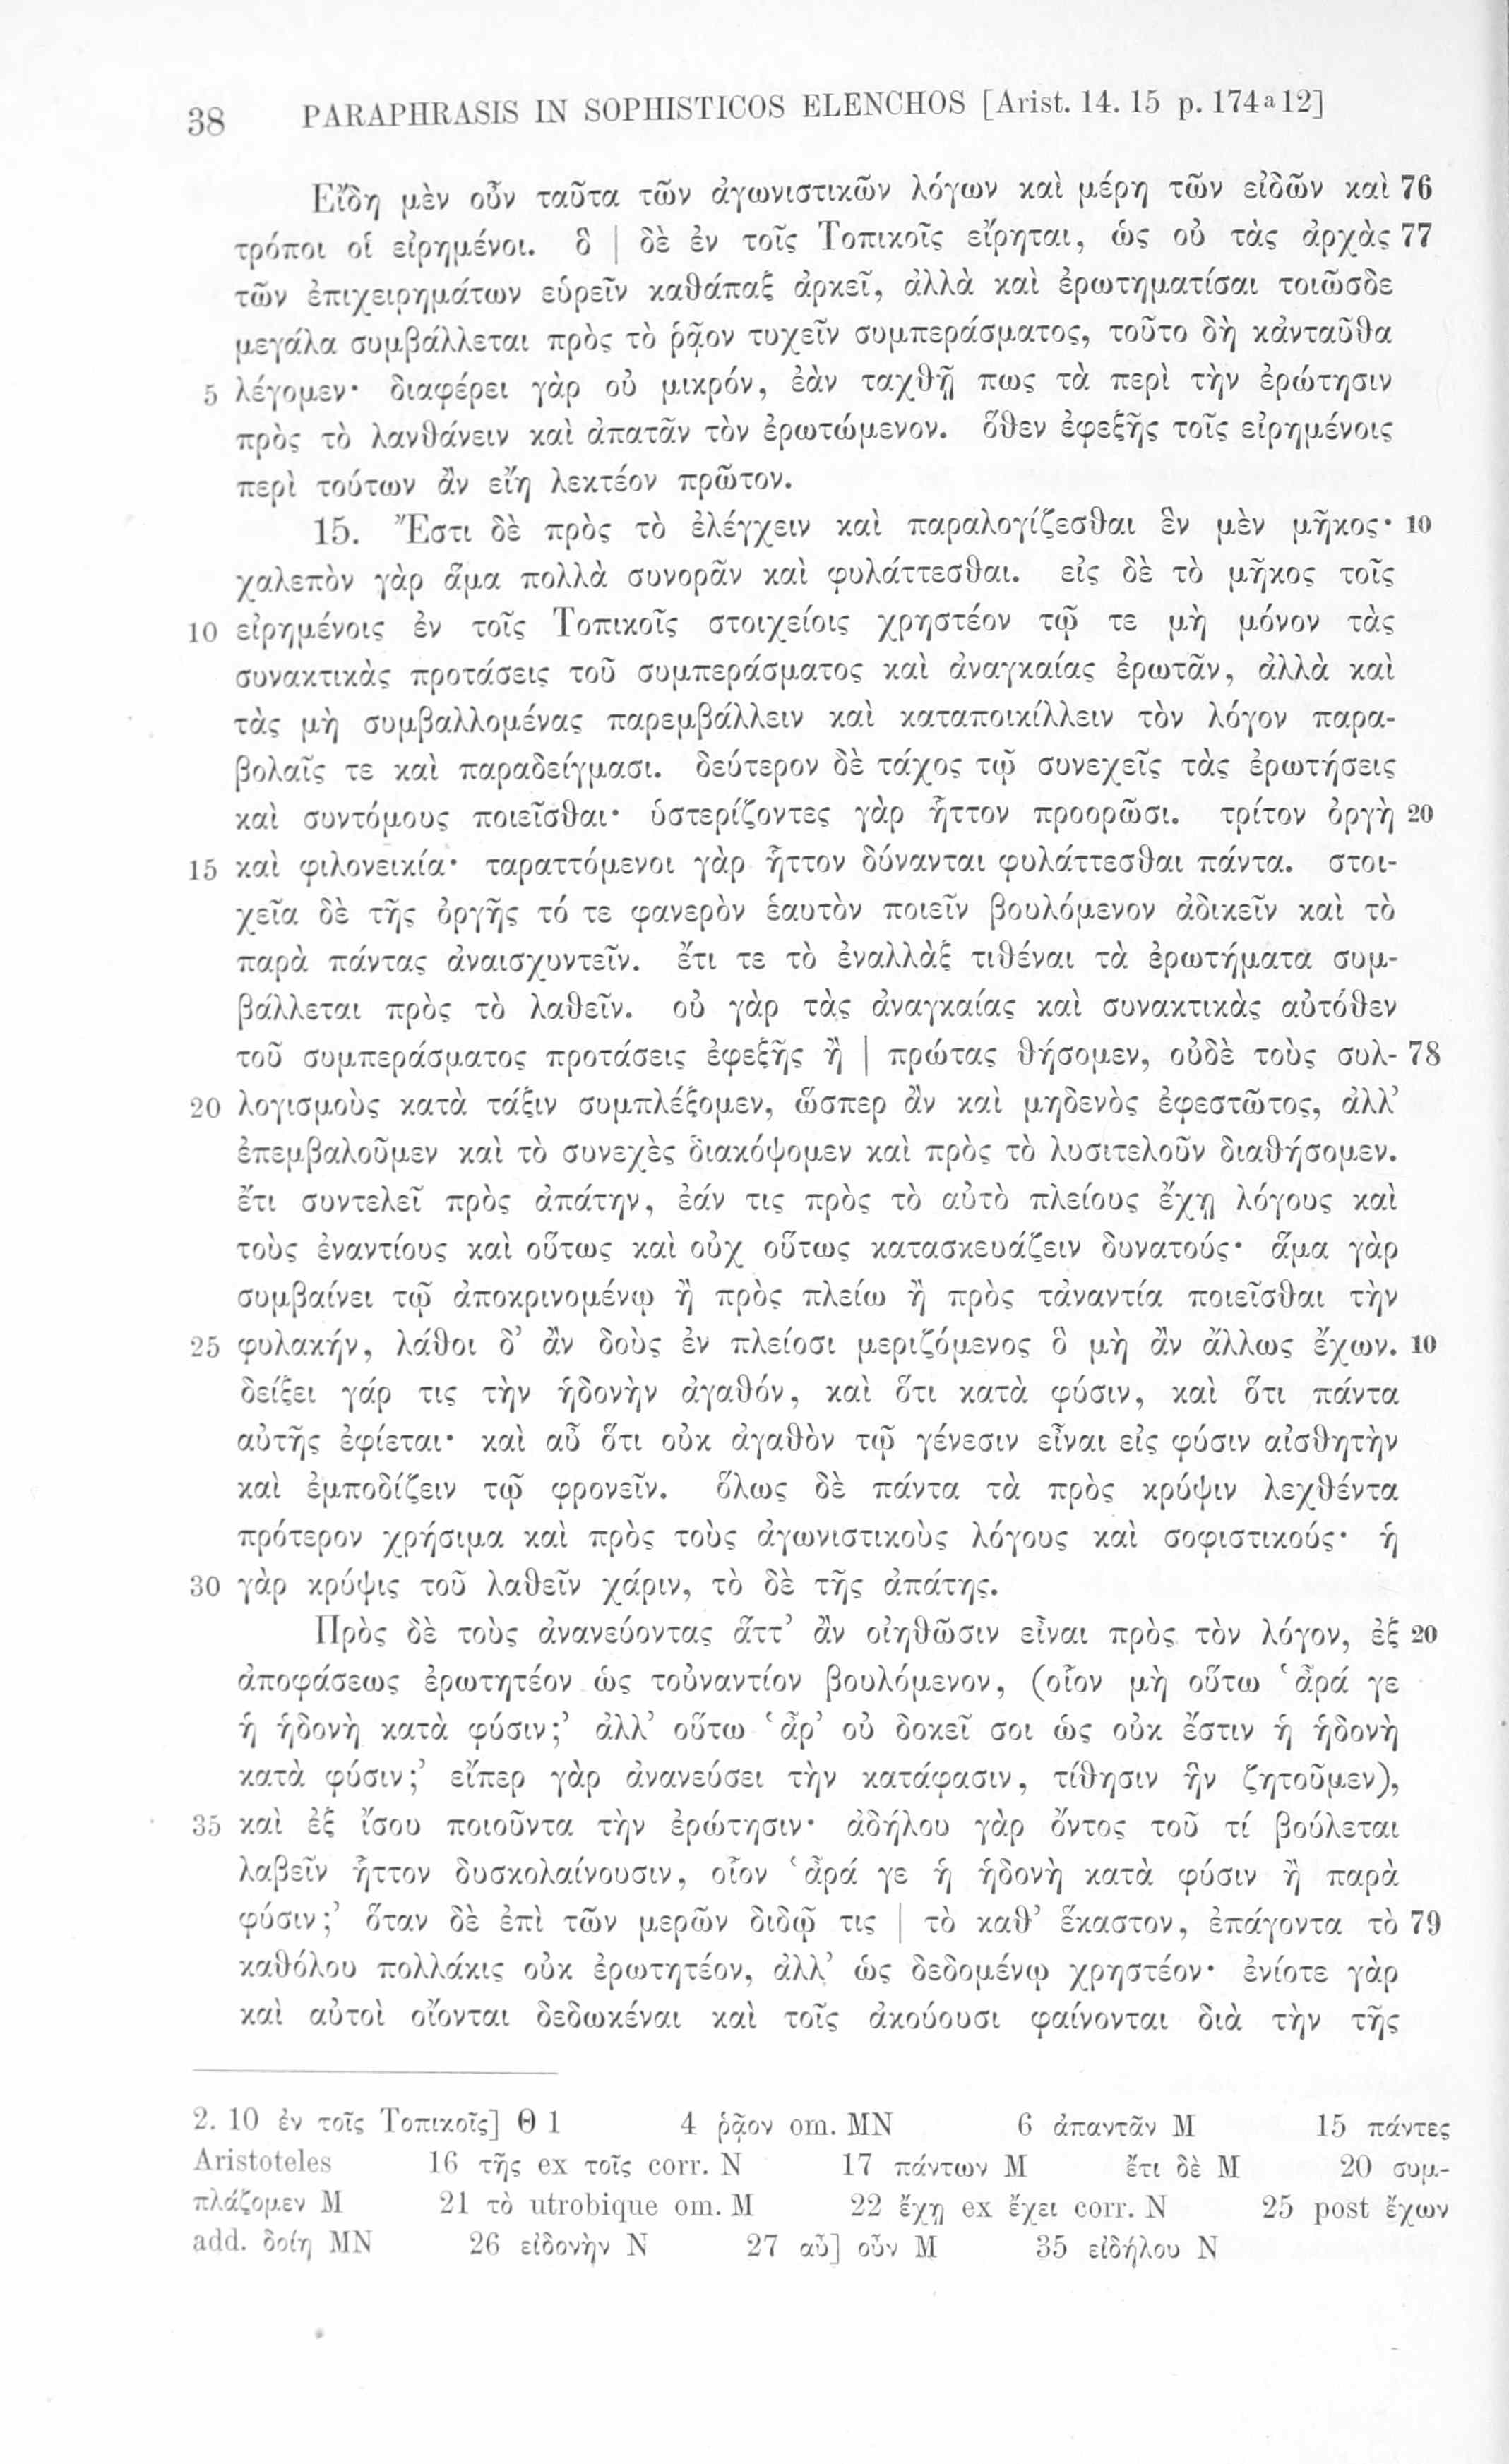 38 PARAPHRASIS IN SOPHISTICOS ELENCHOS [Arist. 14. 15 p. 174ᵃ12]
Εἴδη μὲν οὖν ταῦτα τῶν ἀγωνιστικῶν λόγων καὶ μέρη τῶν εἰδῶν καὶ 76
τρόποι οἱ εἰρημένοι. ὃ | δὲ ἐν τοῖς Τοπικοῖς εἴρηται, ὡς οὐ τὰς ἀρχὰς 77
τῶν ἐπιχειρημάτων εὑρεῖν καθάπαξ ἀρκεῖ, ἀλλὰ καὶ ἐρωτηματίσαι τοιῶσδε
μεγάλα συμβάλλεται πρὸς τὸ ῥᾷον τυχεῖν συμπεράσματος, τοῦτο δὴ κἀνταῦθα
5 λέγομεν· διαφέρει γὰρ οὐ μικρόν, ἐὰν ταχθῇ πως τὰ περὶ τὴν ἐρώτησιν
πρὸς τὸ λανθάνειν καὶ ἀπατᾶν τὸν ἐρωτώμενον. ὅθεν ἐφεξῆς τοῖς εἰρημένοις
περὶ τούτων ἂν εἴη λεκτέον πρῶτον.
15. Ἔστι δὲ πρὸς τὸ ἐλέγχειν καὶ παραλογίζεσθαι ἓν μὲν μῆκος· 10
χαλεπὸν γὰρ ἅμα πολλὰ συνορᾶν καὶ φυλάττεσθαι. εἰς δὲ τὸ μῆκος τοῖς
10 εἰρημένοις ἐν τοῖς Τοπικοῖς στοιχείοις χρηστέον τῷ τε μὴ μόνον τὰς
συνακτικὰς προτάσεις τοῦ συμπεράσματος καὶ ἀναγκαίας ἐρωτᾶν, ἀλλὰ καὶ
τὰς μὴ συμβαλλομένας παρεμβάλλειν καὶ καταποικίλλειν τὸν λόγον παρα-
βολαῖς τε καὶ παραδείγμασι. δεύτερον δὲ τάχος τῷ συνεχεῖς τὰς ἐρωτήσεις
καὶ συντόμους ποιεῖσθαι· ὑστερίζοντες γὰρ ἧττον προορῶσι. τρίτον ὀργὴ 20
15 καὶ φιλονεικία· ταραττόμενοι γὰρ ἧττον δύνανται φυλάττεσθαι πάντα. στοι-
χεῖα δὲ τῆς ὀργῆς τό τε φανερὸν ἑαυτὸν ποιεῖν βουλόμενον ἀδικεῖν καὶ τὸ
παρὰ πάντας ἀναισχυντεῖν. ἔτι τε τὸ ἐναλλὰξ τιθέναι τὰ ἐρωτήματα συμ-
βάλλεται πρὸς τὸ λαθεῖν. οὐ γὰρ τὰς ἀναγκαίας καὶ συνακτικὰς αὐτόθεν
τοῦ συμπεράσματος προτάσεις ἐφεξῆς ἢ | πρώτας θήσομεν, οὐδὲ τοὺς συλ- 78
20 λογισμοὺς κατὰ τάξιν συμπλέξομεν, ὥσπερ ἂν καὶ μηδενὸς ἐφεστῶτος, ἀλλ’
ἐπεμβαλοῦμεν καὶ τὸ συνεχὲς διακόψομεν καὶ πρὸς τὸ λυσιτελοῦν διαθήσομεν.
ἔτι συντελεῖ πρὸς ἀπάτην, ἐάν τις πρὸς τὸ αὐτὸ πλείους ἔχῃ λόγους καὶ
τοὺς ἐναντίους καὶ οὕτως καὶ οὐχ οὕτως κατασκευάζειν δυνατούς· ἅμα γὰρ
συμβαίνει τῷ ἀποκρινομένῳ ἢ πρὸς πλείω ἢ πρὸς τἀναντία ποιεῖσθαι τὴν
25 φυλακήν, λάθοι δ’ ἂν δοὺς ἐν πλείοσι μεριζόμενος ὃ μὴ ἂν ἄλλως ἔχων. 10
δείξει γάρ τις τὴν ἡδονὴν ἀγαθόν, καὶ ὅτι κατὰ φύσιν, καὶ ὅτι πάντα
αὐτῆς ἐφίεται· καὶ αὖ ὅτι οὐκ ἀγαθὸν τῷ γένεσιν εἶναι εἰς φύσιν αἰσθητὴν
καὶ ἐμποδίζειν τῷ φρονεῖν. ὅλως δὲ πάντα τὰ πρὸς κρύψιν λεχθέντα
πρότερον χρήσιμα καὶ πρὸς τοὺς ἀγωνιστικοὺς λόγους καὶ σοφιστικούς· ἡ
30 γὰρ κρύψις τοῦ λαθεῖν χάριν, τὸ δὲ τῆς ἀπάτης.
Πρὸς δὲ τοὺς ἀνανεύοντας ἅττ’ ἂν οἰηθῶσιν εἶναι πρὸς τὸν λόγον, ἐξ 20
ἀποφάσεως ἐρωτητέον ὡς τοὐναντίον βουλόμενον, (οἷον μὴ οὕτω ‘ἆρά γε
ἡ ἡδονὴ κατὰ φύσιν;’ ἀλλ’ οὕτω ‘ἆρ’ οὐ δοκεῖ σοι ὡς οὐκ ἔστιν ἡ ἡδονὴ
κατὰ φύσιν;’ εἴπερ γὰρ ἀνανεύσει τὴν κατάφασιν, τίθησιν ἣν ζητοῦμεν),
35 καὶ ἐξ ἴσου ποιοῦντα τὴν ἐρώτησιν· ἀδήλου γὰρ ὄντος τοῦ τί βούλεται
λαβεῖν ἧττον δυσκολαίνουσιν, οἷον ‘ἆρά γε ἡ ἡδονὴ κατὰ φύσιν ἢ παρὰ
φύσιν;’ ὅταν δὲ ἐπὶ τῶν μερῶν διδῷ τις | τὸ καθ’ ἕκαστον, ἐπάγοντα τὸ 79
καθόλου πολλάκις οὐκ ἐρωτητέον, ἀλλ’ ὡς δεδομένῳ χρηστέον· ἐνίοτε γὰρ
καὶ αὐτοὶ οἴονται δεδωκέναι καὶ τοῖς ἀκούουσι φαίνονται διὰ τὴν τῆς
2. 10 ἐν τοῖς Τοπικοῖς] Θ 1 4 ῥᾷον om. MN 6 ἀπαντᾶν M 15 πάντες
Aristoteles 16 τῆς ex τοῖς corr. N 17 πάντων M ἔτι δὲ M 20 συμ-
πλάζομεν M 21 τὸ utrobique om. M 22 ἔχῃ ex ἔχει corr. N 25 post ἔχων
add. δοίη MN 26 εἰδονὴν N 27 αὖ] οὖν M 35 εἰδήλου N